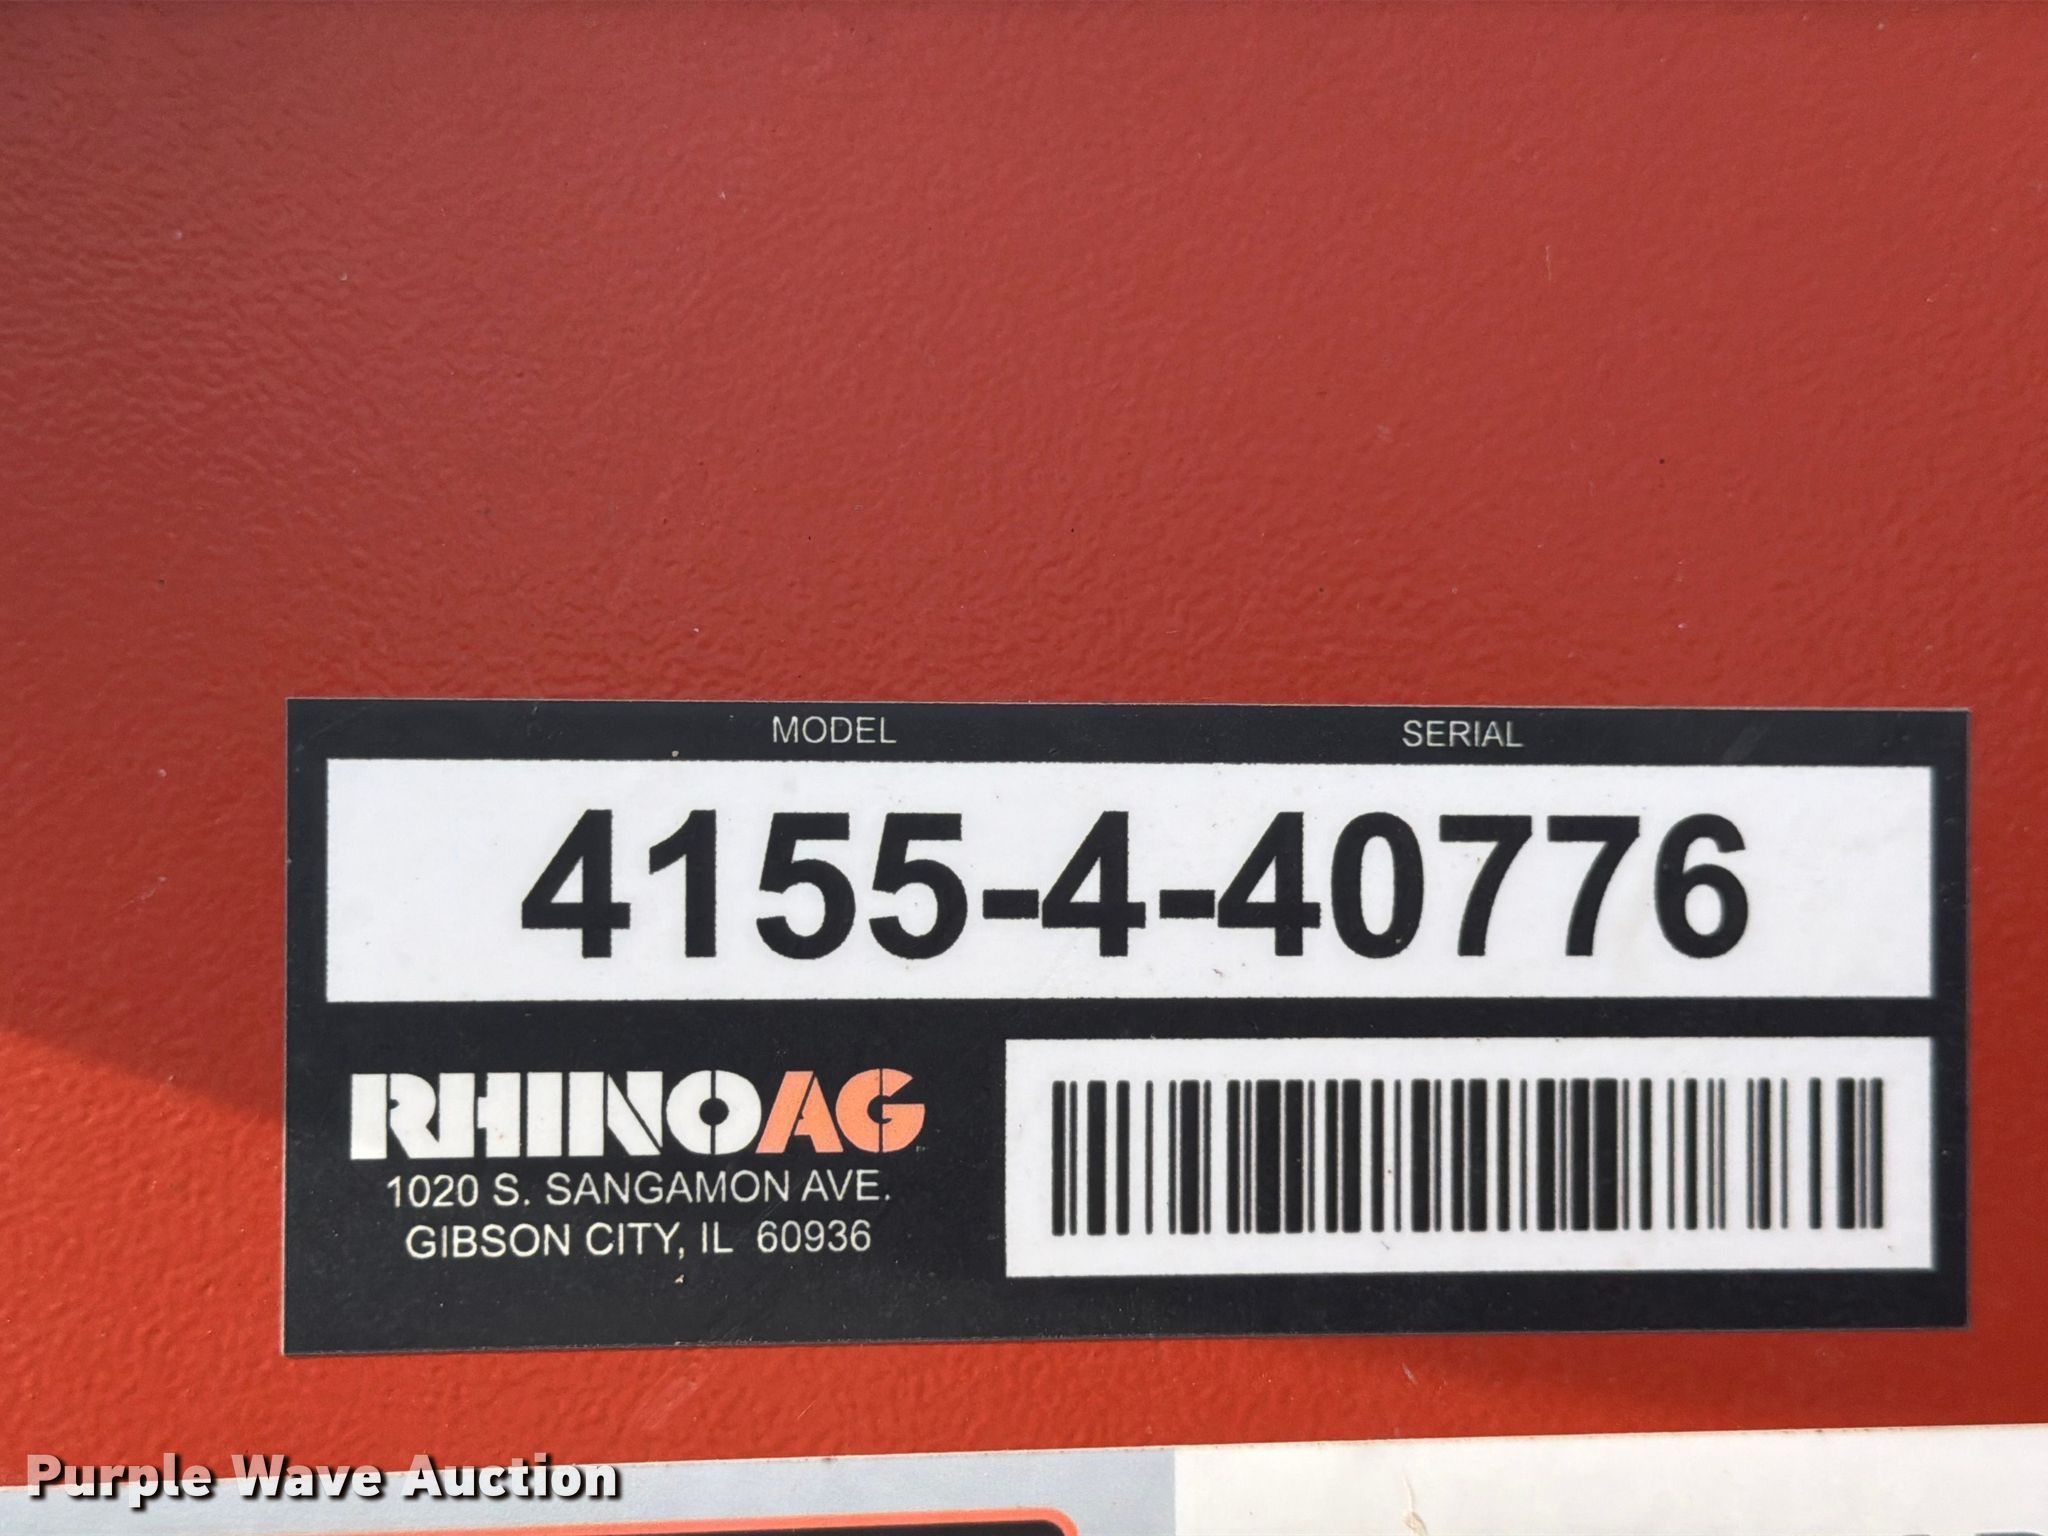 MODEL SERIAL
4155-4-40776
RHINOAG
1020 S. SANGAMON AVE.
GIBSON CITY, IL 60936
Purple Wave Auction